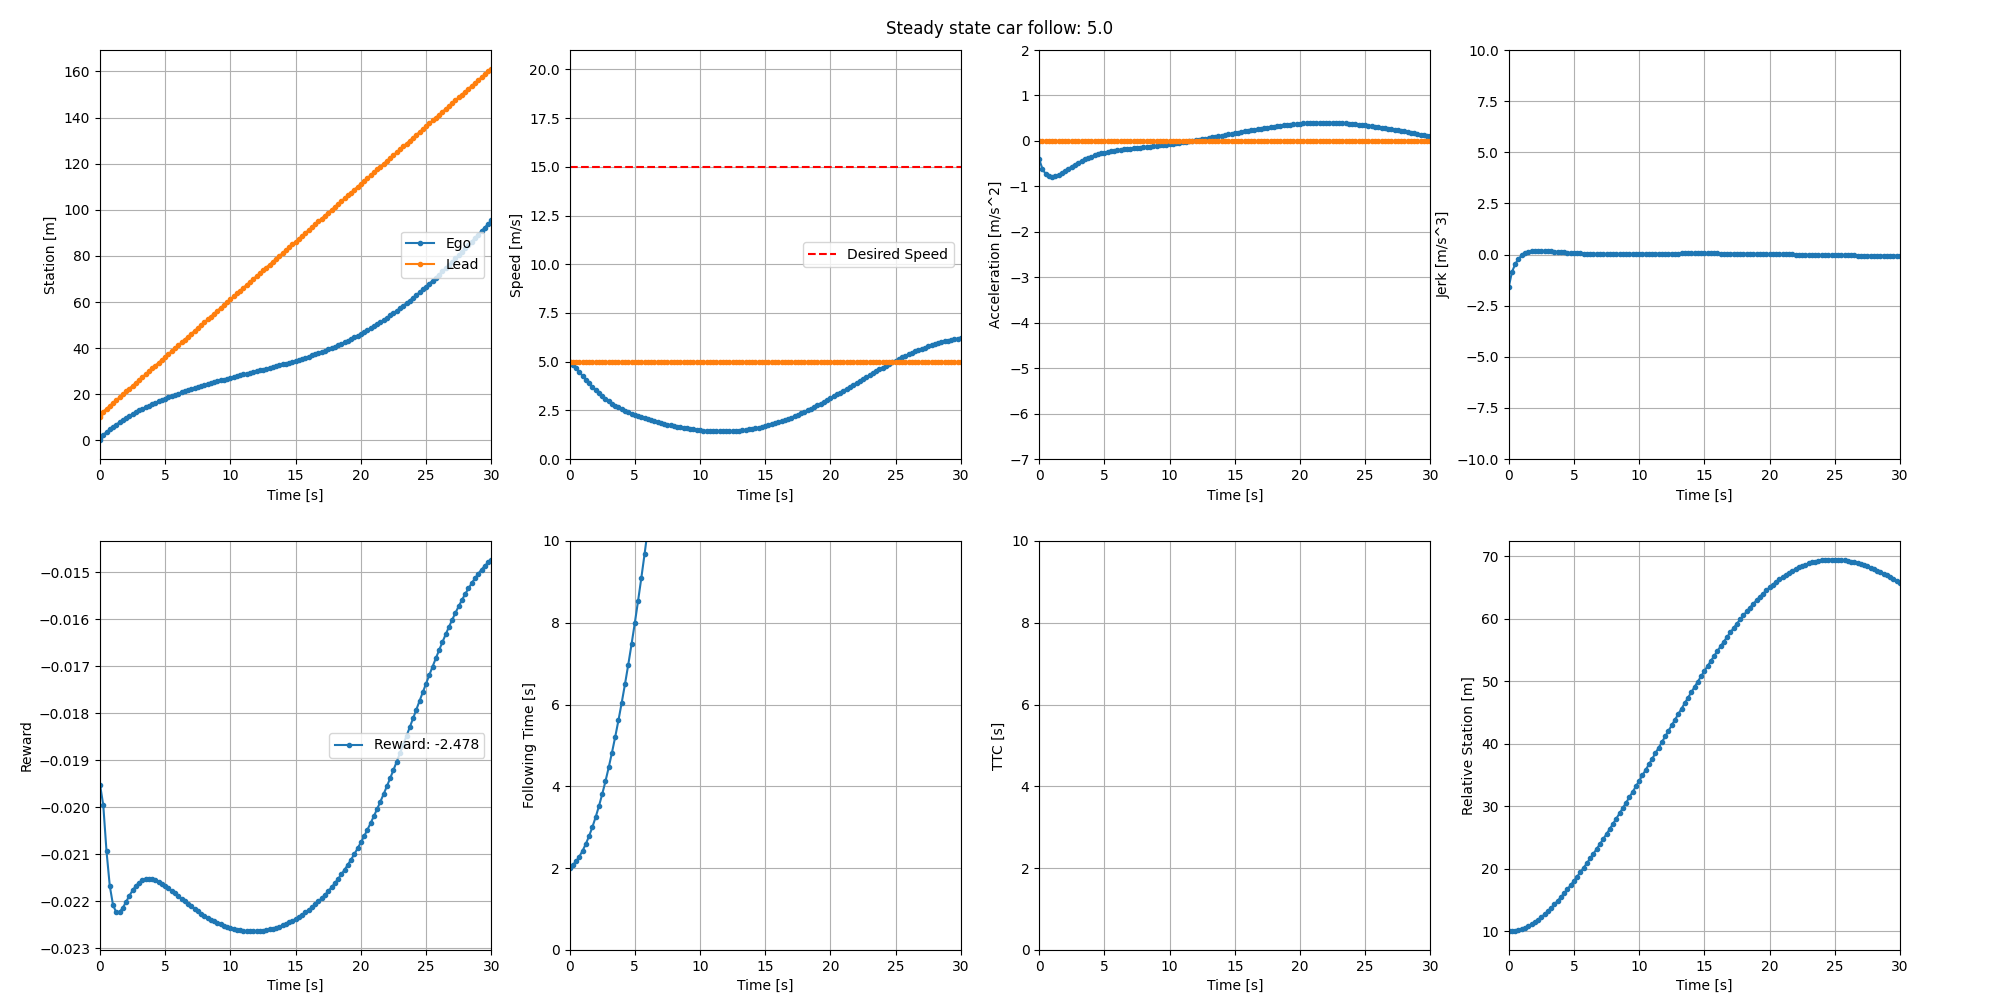 Steady state car follow: 5.0
Station [m]
160
140
120
100
80
60
40
20
0
0 5 10 15 20 25 30
Time [s]
Ego
Lead
Speed [m/s]
20.0
17.5
15.0
12.5
10.0
7.5
5.0
2.5
0.0
0 5 10 15 20 25 30
Time [s]
Desired Speed
Acceleration [m/s^2]
2
1
0
−1
−2
−3
−4
−5
−6
−7
0 5 10 15 20 25 30
Time [s]
Jerk [m/s^3]
10.0
7.5
5.0
2.5
0.0
−2.5
−5.0
−7.5
−10.0
0 5 10 15 20 25 30
Time [s]
Reward
−0.015
−0.016
−0.017
−0.018
−0.019
−0.020
−0.021
−0.022
−0.023
0 5 10 15 20 25 30
Time [s]
Reward: -2.478
Following Time [s]
10
8
6
4
2
0
0 5 10 15 20 25 30
Time [s]
TTC [s]
10
8
6
4
2
0
0 5 10 15 20 25 30
Time [s]
Relative Station [m]
70
60
50
40
30
20
10
0 5 10 15 20 25 30
Time [s]